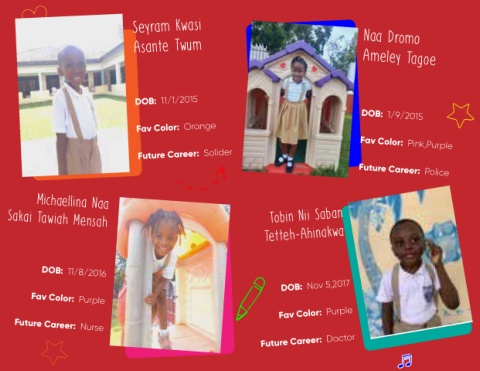 Seyram Kwasi
Asante Twum
DOB: 11/1/2015
Fav Color: Orange
Future Career: Solider
Naa Dromo
Ameley Tagoe
DOB: 1/9/2015
Fav Color: Pink,Purple
Future Career: Police
Michaellina Naa
Sakai Tawiah Mensah
DOB: 11/8/2016
Fav Color: Purple
Future Career: Nurse
Tobin Nii Saban
Tetteh-Ahinakwa
DOB: Nov 5,2017
Fav Color: Purple
Future Career: Doctor